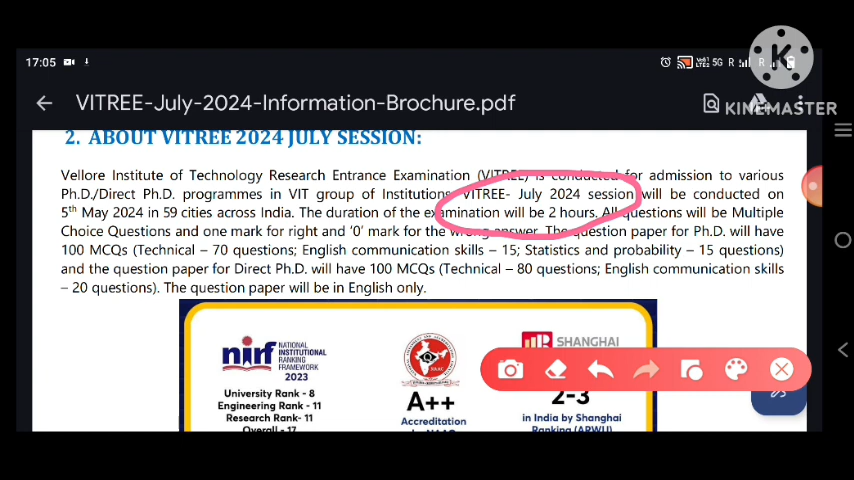 17:05
VoLTE 5G R R
K
KINEMASTER
VITREE-July-2024-Information-Brochure.pdf
2. ABOUT VITREE 2024 JULY SESSION:
Vellore Institute of Technology Research Entrance Examination (VITREE) is conducted for admission to various
Ph.D./Direct Ph.D. programmes in VIT group of Institutions. VITREE- July 2024 session will be conducted on
5th May 2024 in 59 cities across India. The duration of the examination will be 2 hours. All questions will be Multiple
Choice Questions and one mark for right and ‘0’ mark for the wrong answer. The question paper for Ph.D. will have
100 MCQs (Technical – 70 questions; English communication skills – 15; Statistics and probability – 15 questions)
and the question paper for Direct Ph.D. will have 100 MCQs (Technical – 80 questions; English communication skills
– 20 questions). The question paper will be in English only.
nirf
NATIONAL
INSTITUTIONAL
RANKING
FRAMEWORK
2023
University Rank - 8
Engineering Rank - 11
Research Rank- 11
Overall - 17
A++
Accreditation
by NAAC
SHANGHAI
2-3
in India by Shanghai
Ranking (ARWU)